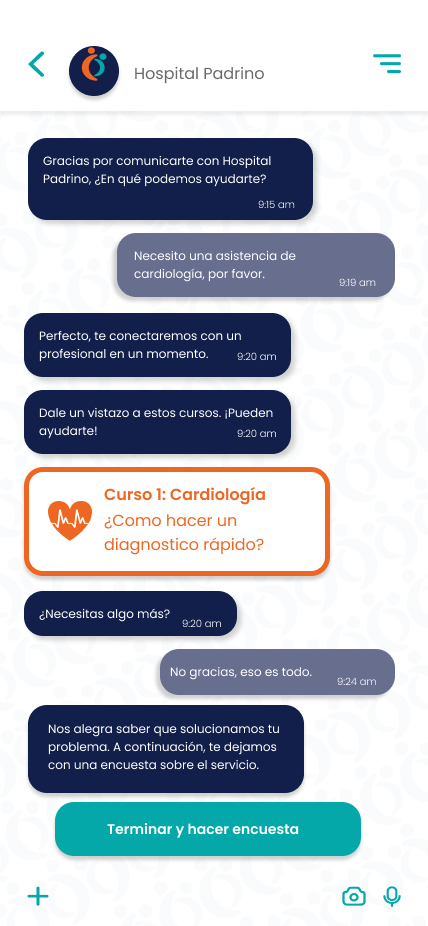 Hospital Padrino
Gracias por comunicarte con Hospital
Padrino, ¿En qué podemos ayudarte?
9:15 am
Necesito una asistencia de
cardiología, por favor.
9:19 am
Perfecto, te conectaremos con un
profesional en un momento.
9:20 am
Dale un vistazo a estos cursos. ¡Pueden
ayudarte!
9:20 am
Curso 1: Cardiología
¿Como hacer un
diagnostico rápido?
¿Necesitas algo más?
9:20 am
No gracias, eso es todo.
9:24 am
Nos alegra saber que solucionamos tu
problema. A continuación, te dejamos
con una encuesta sobre el servicio.
Terminar y hacer encuesta